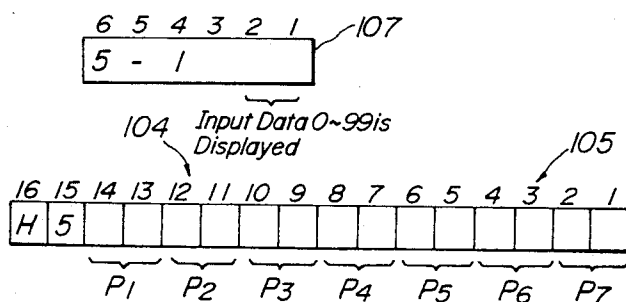 6 5 4 3 2 1
107
5 - 1
Input Data 0~99 is
Displayed
104
105
16 15 14 13 12 11 10 9 8 7 6 5 4 3 2 1
H 5
P1 P2 P3 P4 P5 P6 P7